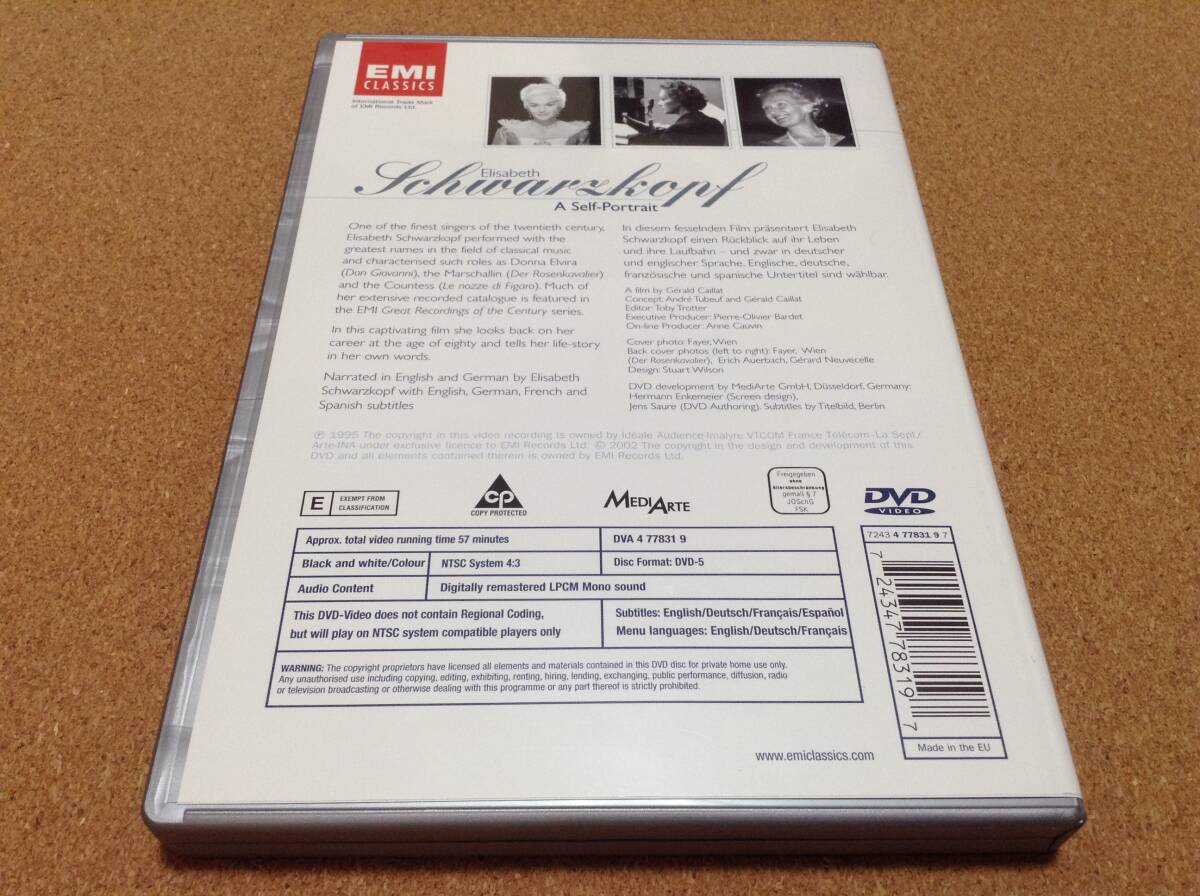 EMI
CLASSICS
International Trade Mark
of EMI Records Ltd.
Elisabeth
Schwarzkopf
A Self-Portrait
One of the finest singers of the twentieth century,
Elisabeth Schwarzkopf performed with the
greatest names in the field of classical music
and characterised such roles as Donna Elvira
(Don Giovanni), the Marschallin (Der Rosenkavalier)
and the Countess (Le nozze di Figaro). Much of
her extensive recorded catalogue is featured in
the EMI Great Recordings of the Century series.
In this captivating film she looks back on her
career at the age of eighty and tells her life-story
in her own words.
Narrated in English and German by Elisabeth
Schwarzkopf with English, German, French and
Spanish subtitles
In diesem fesselnden Film präsentiert Elisabeth
Schwarzkopf einen Rückblick auf ihr Leben
und ihre Laufbahn – und zwar in deutscher
und englischer Sprache. Englische, deutsche,
französische und spanische Untertitel sind wählbar.
A film by Gérald Caillat
Concept: André Tubeuf and Gérald Caillat
Editor: Toby Trotter
Executive Producer: Pierre-Olivier Bardet
On-line Producer: Anne Cauvin
Cover photo: Fayer, Wien
Back cover photos (left to right): Fayer, Wien
(Der Rosenkavalier), Erich Auerbach, Gérard Neuvecelle
Design: Stuart Wilson
DVD development by MediArte GmbH, Düsseldorf, Germany:
Hermann Enkemeier (Screen design),
Jens Saure (DVD Authoring). Subtitles by Titelbild, Berlin
℗ 1995 The copyright in this video recording is owned by Idéale Audience-Imalyre VTCOM France Télécom–La Sept/
Arte-INA under exclusive licence to EMI Records Ltd. © 2002 The copyright in the design and development of this
DVD and all elements contained therein is owned by EMI Records Ltd.
E EXEMPT FROM
CLASSIFICATION
CP
COPY PROTECTED
MEDIARTE
Freigegeben
ohne
Altersbeschränkung
gemäß § 7
JÖSchG
FSK
DVD
VIDEO
Approx. total video running time 57 minutes
DVA 4 77831 9
Black and white/Colour
NTSC System 4:3
Disc Format: DVD-5
Audio Content
Digitally remastered LPCM Mono sound
This DVD-Video does not contain Regional Coding,
but will play on NTSC system compatible players only
Subtitles: English/Deutsch/Français/Español
Menu languages: English/Deutsch/Français
WARNING: The copyright proprietors have licensed all elements and materials contained in this DVD disc for private home use only.
Any unauthorised use including copying, editing, exhibiting, renting, hiring, lending, exchanging, public performance, diffusion, radio
or television broadcasting or otherwise dealing with this programme or any part thereof is strictly prohibited.
7243 4 77831 9 7
7 24347 78319 7
Made in the EU
www.emiclassics.com